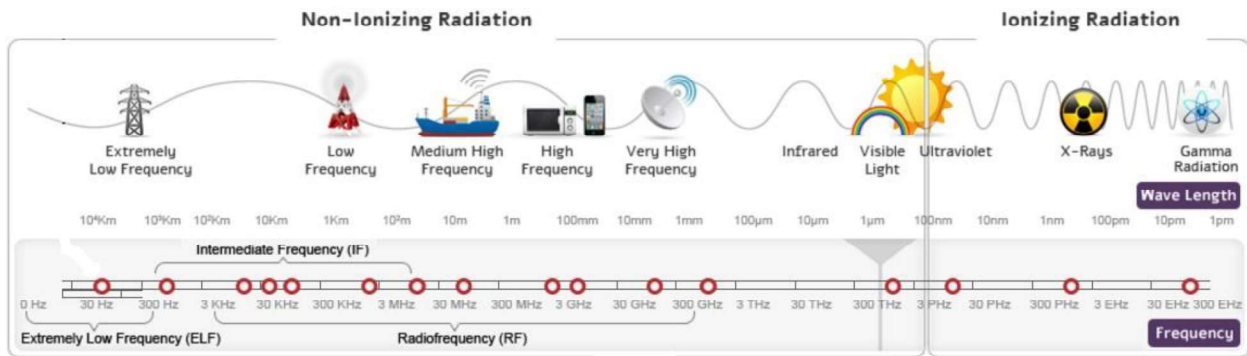 Non-Ionizing Radiation
Ionizing Radiation
Extremely
Low Frequency
Low
Frequency
Medium High
Frequency
High
Frequency
Very High
Frequency
Infrared
Visible
Light
Ultraviolet
X-Rays
Gamma
Radiation
Wave Length
10⁴Km 10³Km 10³Km 10Km 1Km 10²m 10m 1m 100mm 10mm 1mm 100µm 10µm 1µm 100nm 10nm 1nm 100pm 10pm 1pm
Intermediate Frequency (IF)
0 Hz 30 Hz 300 Hz 3 KHz 30 KHz 300 KHz 3 MHz 30 MHz 300 MHz 3 GHz 30 GHz 300 GHz 3 THz 30 THz 300 THz 3 PHz 30 PHz 300 PHz 3 EHz 30 EHz 300 EHz
Extremely Low Frequency (ELF)
Radiofrequency (RF)
Frequency